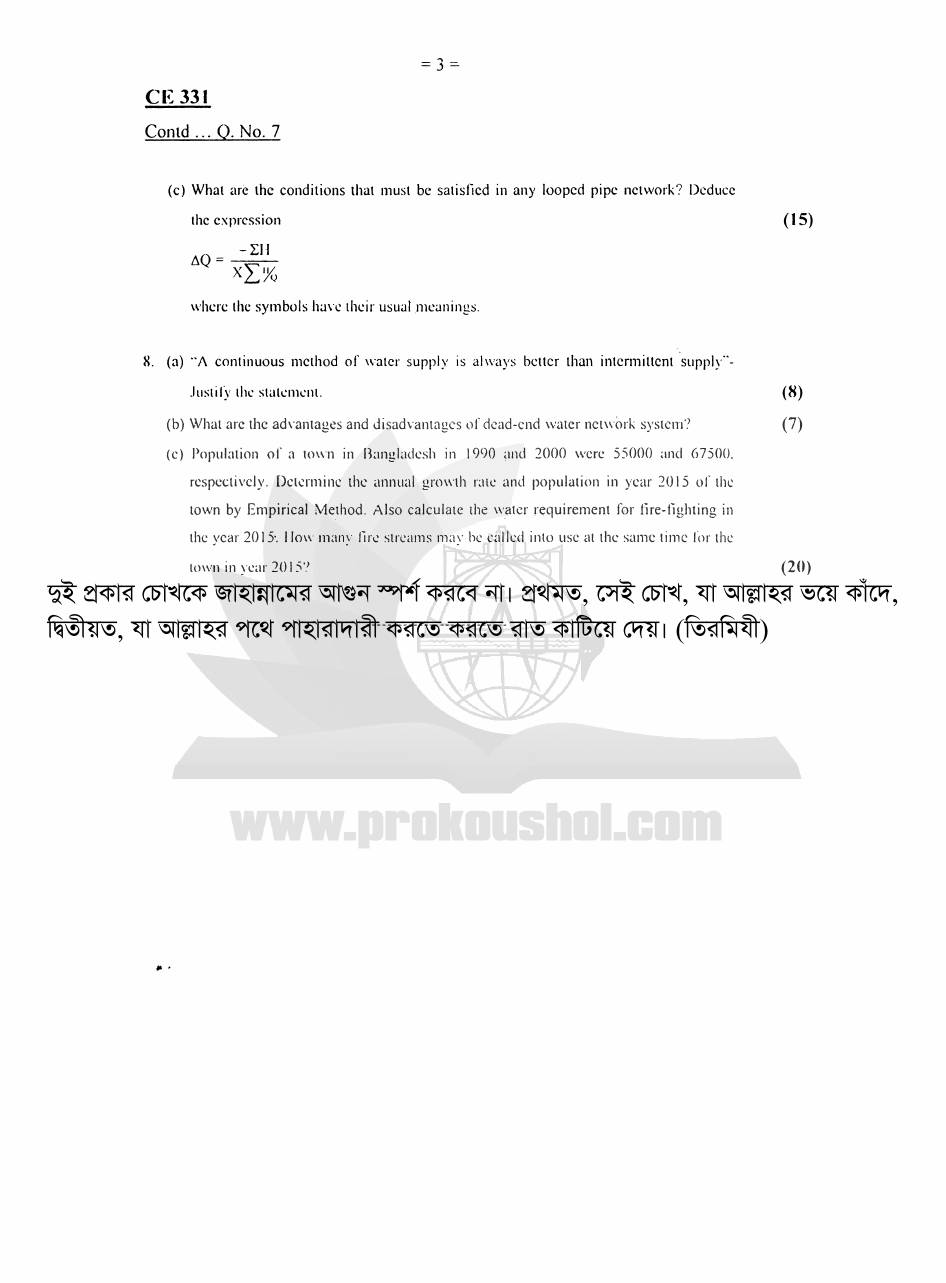 = 3 =
CE 331
Contd ... Q. No. 7
(c) What are the conditions that must be satisfied in any looped pipe network? Deduce
the expression (15)
ΔQ = -ΣH / X∑H/Q
where the symbols have their usual meanings.
8. (a) "A continuous method of water supply is always better than intermittent supply"-
Justify the statement. (8)
(b) What are the advantages and disadvantages of dead-end water network system? (7)
(c) Population of a town in Bangladesh in 1990 and 2000 were 55000 and 67500,
respectively. Determine the annual growth rate and population in year 2015 of the
town by Empirical Method. Also calculate the water requirement for fire-fighting in
the year 2015. How many fire streams may be called into use at the same time for the
town in year 2015? (20)
দুই প্রকার চোখকে জাহান্নামের আগুন স্পর্শ করবে না। প্রথমত, সেই চোখ, যা আল্লাহর ভয়ে কাঁদে,
দ্বিতীয়ত, যা আল্লাহর পথে পাহারাদারী করতে করতে রাত কাটিয়ে দেয়। (তিরমিযী)
www.prokoushol.com